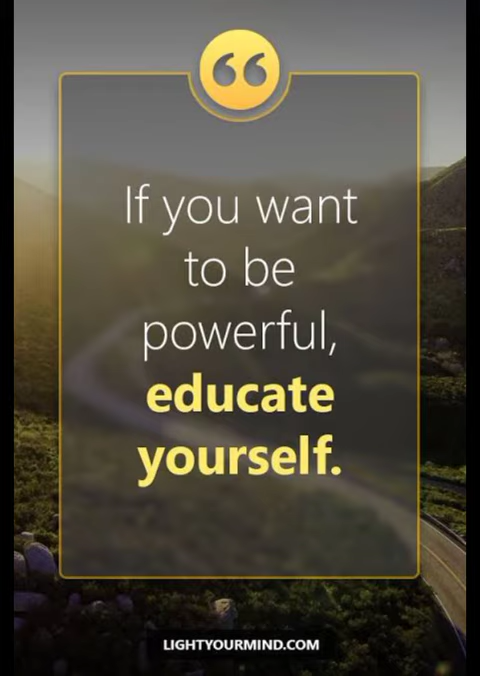 If you want
to be
powerful,
educate
yourself.
LIGHTYOURMIND.COM